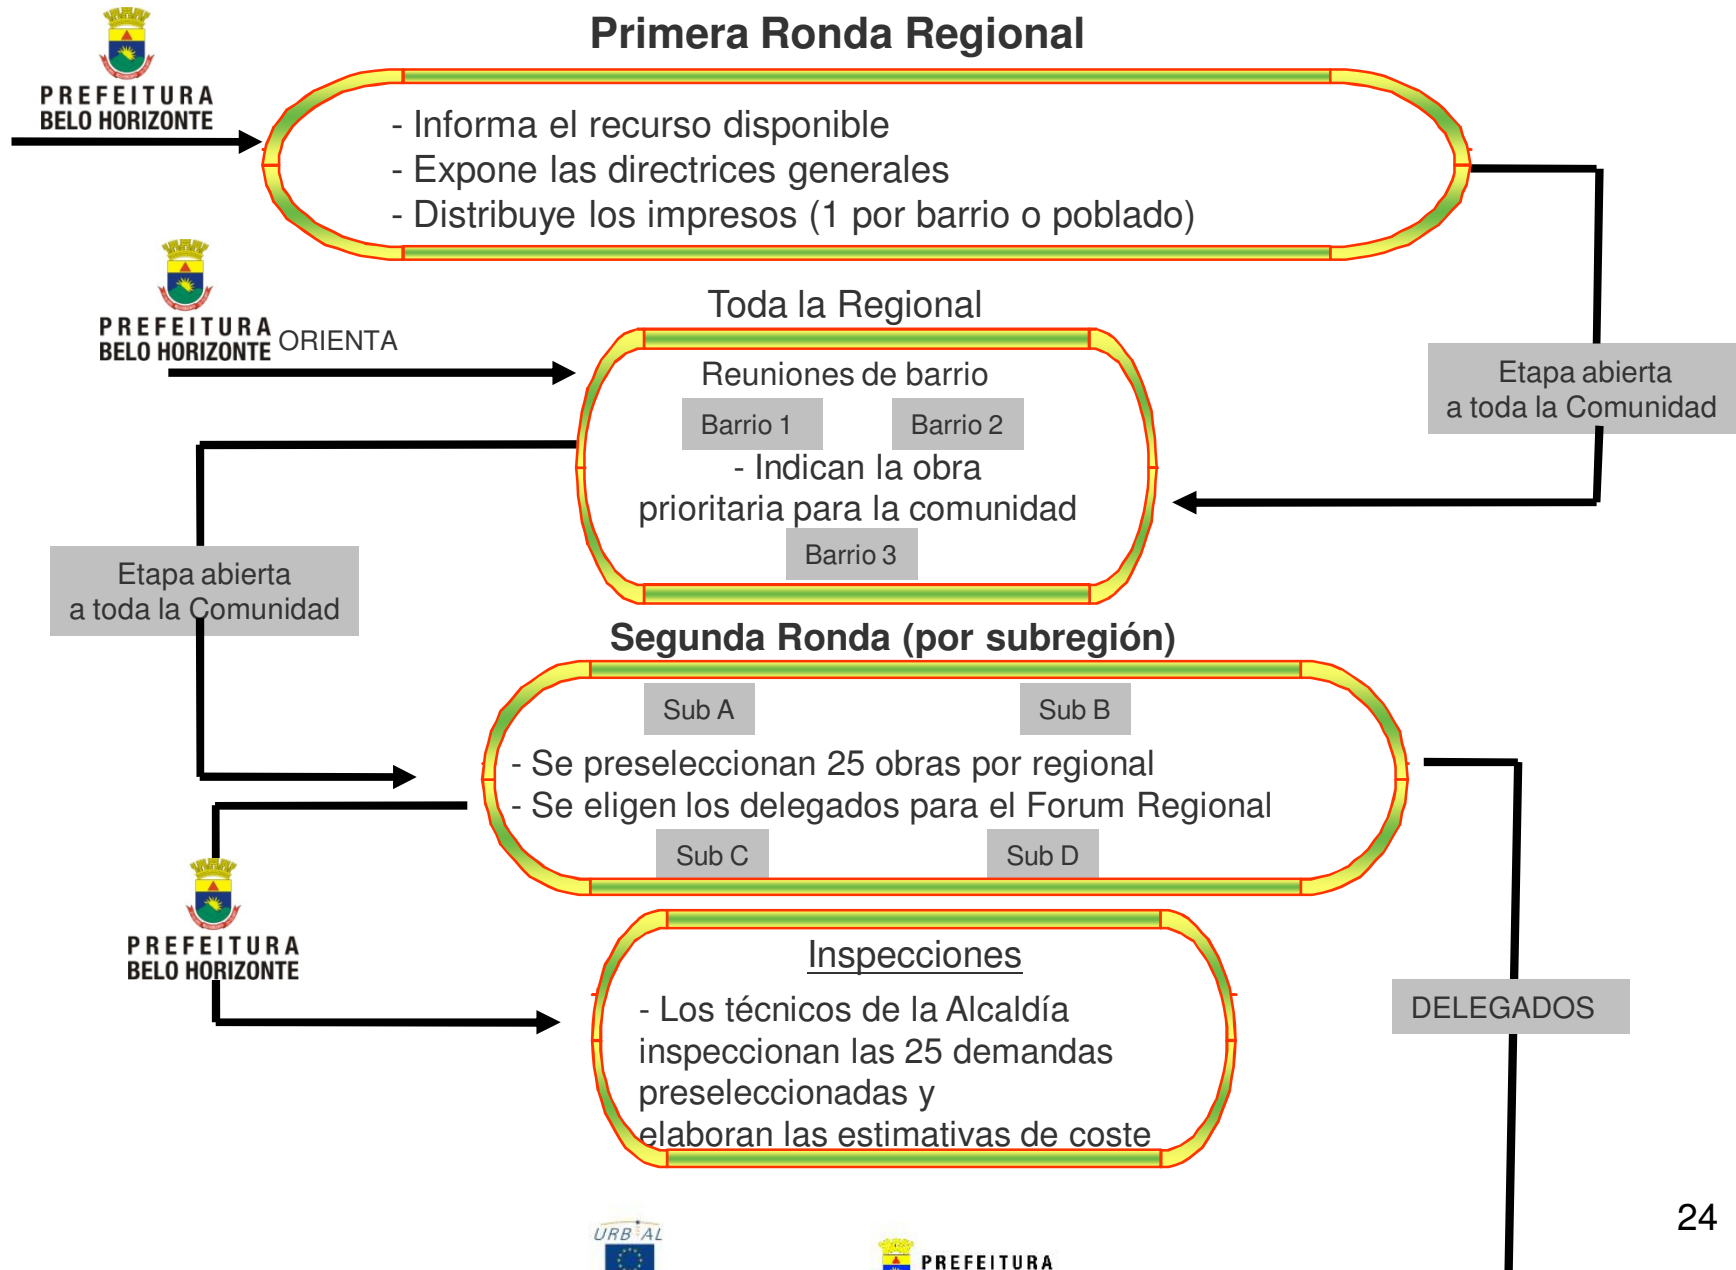 Primera Ronda Regional
PREFEITURA
BELO HORIZONTE
- Informa el recurso disponible
- Expone las directrices generales
- Distribuye los impresos (1 por barrio o poblado)
PREFEITURA
BELO HORIZONTE
ORIENTA
Toda la Regional
Reuniones de barrio
Barrio 1
Barrio 2
- Indican la obra
prioritaria para la comunidad
Barrio 3
Etapa abierta
a toda la Comunidad
Etapa abierta
a toda la Comunidad
Segunda Ronda (por subregión)
Sub A
Sub B
- Se preseleccionan 25 obras por regional
- Se eligen los delegados para el Forum Regional
Sub C
Sub D
PREFEITURA
BELO HORIZONTE
Inspecciones
- Los técnicos de la Alcaldía
inspeccionan las 25 demandas
preseleccionadas y
elaboran las estimativas de coste
DELEGADOS
24
URB AL
PREFEITURA